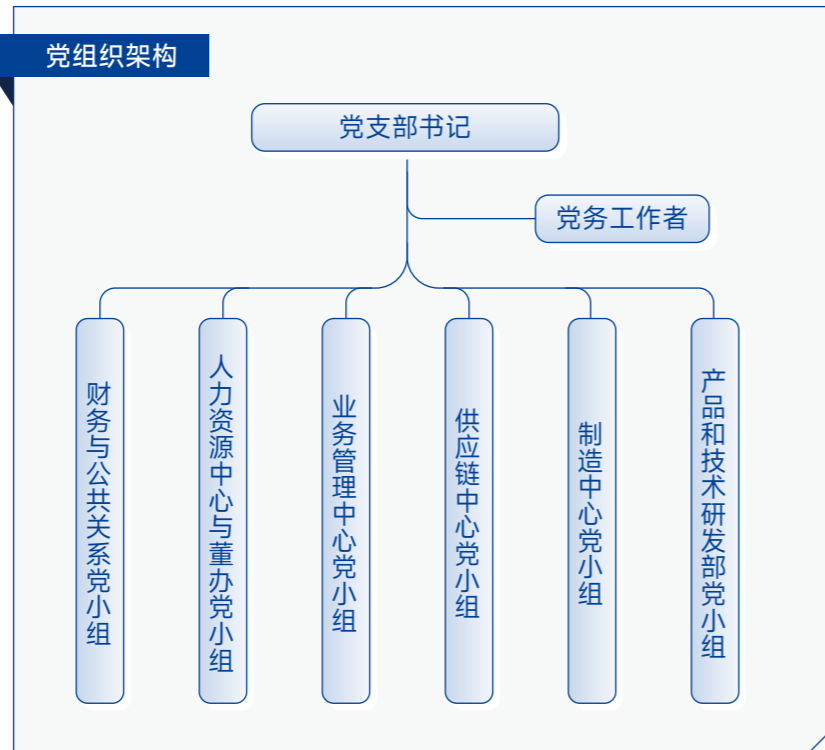 党组织架构
党支部书记
党务工作者
财务与公共关系党小组
人力资源中心与董办党小组
业务管理中心党小组
供应链中心党小组
制造中心党小组
产品和技术研发部党小组